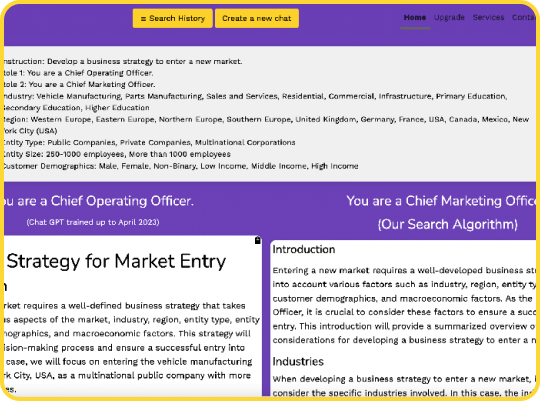 ≡ Search History
Create a new chat
Home Upgrade Services Conta
nstruction: Develop a business strategy to enter a new market.
Role 1: You are a Chief Operating Officer.
Role 2: You are a Chief Marketing Officer.
Industry: Vehicle Manufacturing, Parts Manufacturing, Sales and Services, Residential, Commercial, Infrastructure, Primary Education,
Secondary Education, Higher Education
Region: Western Europe, Eastern Europe, Northern Europe, Southern Europe, United Kingdom, Germany, France, USA, Canada, Mexico, New
York City (USA)
Entity Type: Public Companies, Private Companies, Multinational Corporations
Entity Size: 250-1000 employees, More than 1000 employees
Customer Demographics: Male, Female, Non-Binary, Low Income, Middle Income, High Income
ou are a Chief Operating Officer.
(Chat GPT trained up to April 2023)
Strategy for Market Entry
n
rket requires a well-defined business strategy that takes
us aspects of the market, industry, region, entity type, entity
nographics, and macroeconomic factors. This strategy will
ision-making process and ensure a successful entry into
case, we will focus on entering the vehicle manufacturing
rk City, USA, as a multinational public company with more
es.
You are a Chief Marketing Office
(Our Search Algorithm)
Introduction
Entering a new market requires a well-developed business str
into account various factors such as industry, region, entity ty
customer demographics, and macroeconomic factors. As the
Officer, it is crucial to consider these factors to ensure a succ
entry. This introduction will provide a summarized overview o
considerations for developing a business strategy to enter a n
Industries
When developing a business strategy to enter a new market, i
consider the specific industries involved. In this case, the ins